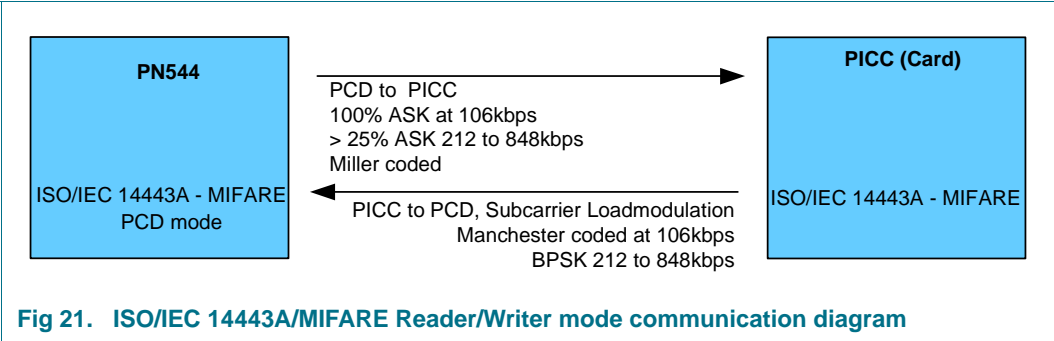 PN544
ISO/IEC 14443A - MIFARE
PCD mode
PCD to PICC
100% ASK at 106kbps
> 25% ASK 212 to 848kbps
Miller coded
PICC to PCD, Subcarrier Loadmodulation
Manchester coded at 106kbps
BPSK 212 to 848kbps
PICC (Card)
ISO/IEC 14443A - MIFARE
Fig 21. ISO/IEC 14443A/MIFARE Reader/Writer mode communication diagram